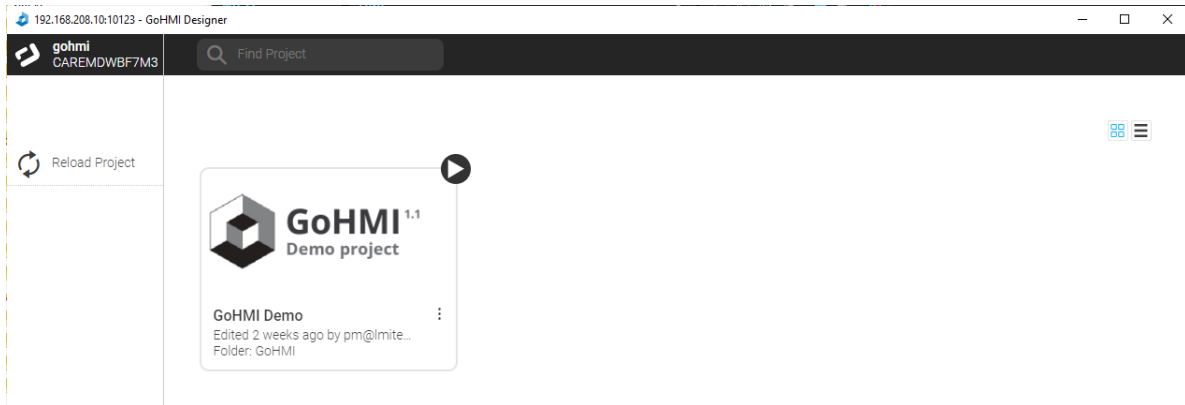 192.168.208.10:10123 - GoHMI Designer
gohmi
CAREMDWBF7M3
Find Project
Reload Project
GoHMI 1.1
Demo project
GoHMI Demo
Edited 2 weeks ago by pm@lmite...
Folder: GoHMI